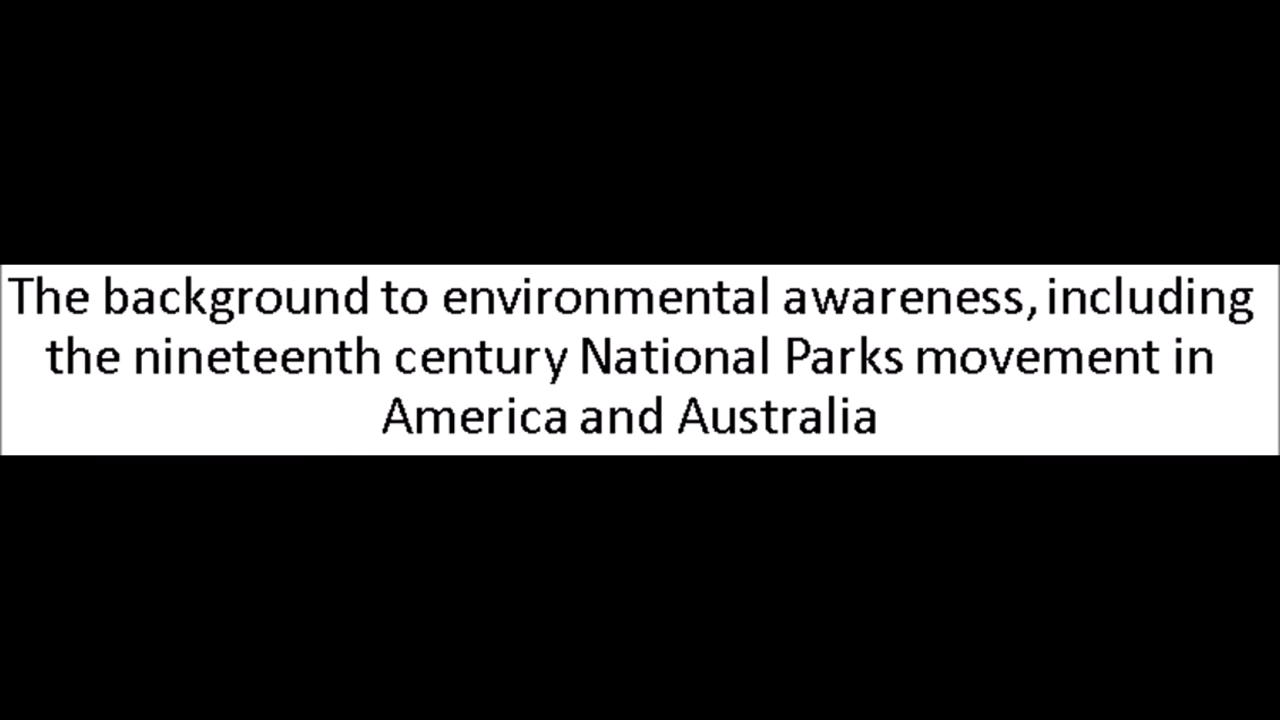 The background to environmental awareness, including
the nineteenth century National Parks movement in
America and Australia